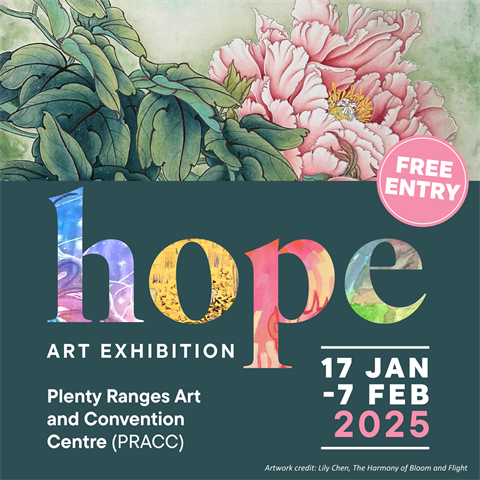 FREE
ENTRY
hope
ART EXHIBITION
Plenty Ranges Art
and Convention
Centre (PRACC)
17 JAN
-7 FEB
2025
Artwork credit: Lily Chen, The Harmony of Bloom and Flight